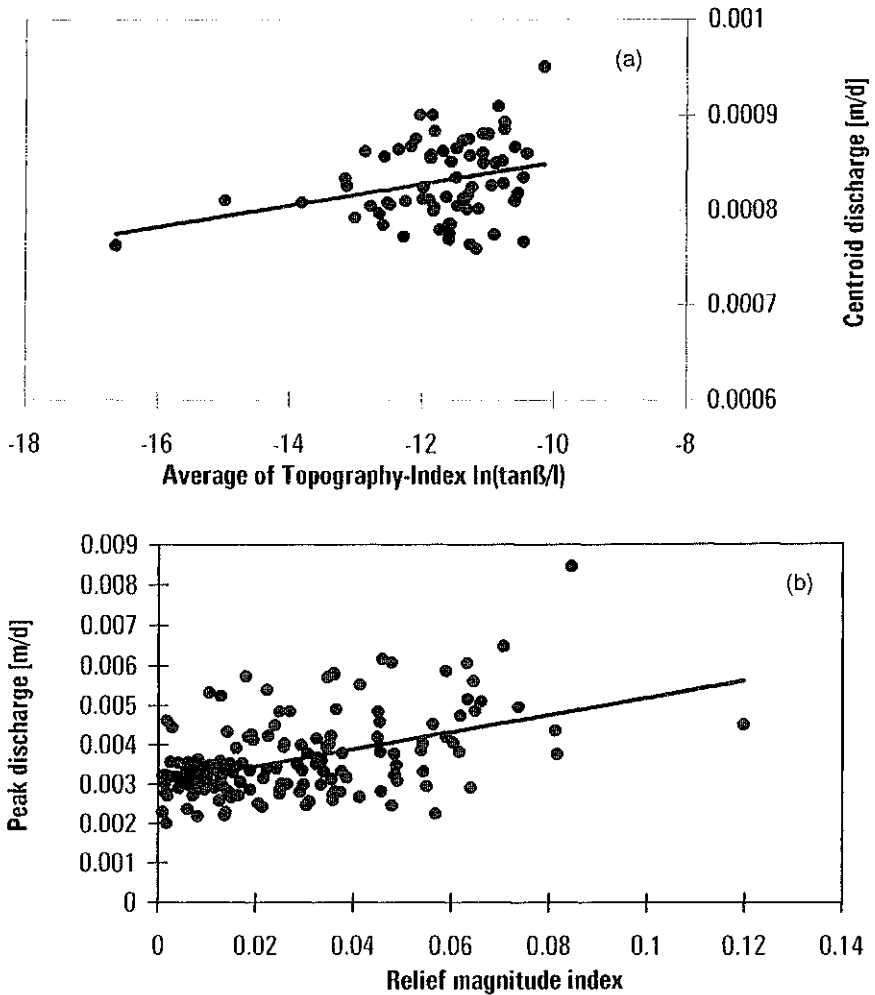 0.001
(a)
0.0009
0.0008
0.0007
0.0006
Centroid discharge [m/d]
-18 -16 -14 -12 -10 -8
Average of Topography-Index ln(tanß/l)
0.009
0.008
0.007
0.006
0.005
0.004
0.003
0.002
0.001
0
(b)
Peak discharge [m/d]
0 0.02 0.04 0.06 0.08 0.1 0.12 0.14
Relief magnitude index